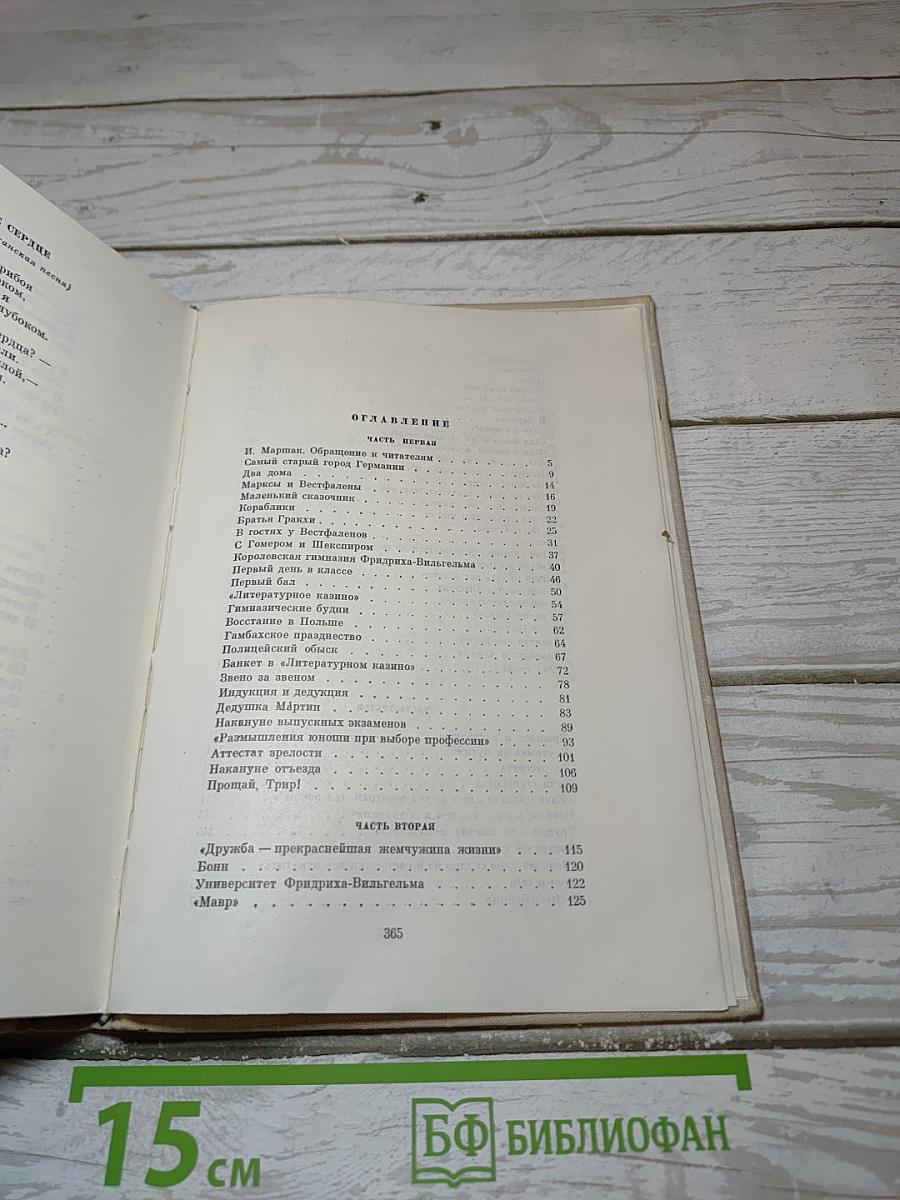 СЕРДЦЕ
песня)
ОГЛАВЛЕНИЕ
ЧАСТЬ ПЕРВАЯ
И. Маршак. Обращение к читателям . . . . . . . 5
Самый старый город Германии . . . . . . . . 9
Два дома . . . . . . . . . . . . . . . 14
Марксы и Вестфалены . . . . . . . . . . . 16
Маленький сказочник . . . . . . . . . . . 19
Кораблики . . . . . . . . . . . . . . . 22
Братья Гракхи . . . . . . . . . . . . . . 25
В гостях у Вестфаленов . . . . . . . . . . 31
С Гомером и Шекспиром . . . . . . . . . . 37
Королевская гимназия Фридриха-Вильгельма . . . . 40
Первый день в классе . . . . . . . . . . . 46
Первый бал . . . . . . . . . . . . . . . 50
«Литературное казино» . . . . . . . . . . . 54
Гимназические будни . . . . . . . . . . . 57
Восстание в Польше . . . . . . . . . . . . 62
Гамбахское празднество . . . . . . . . . . 64
Полицейский обыск . . . . . . . . . . . . 67
Банкет в «Литературном казино» . . . . . . . . 72
Звено за звеном . . . . . . . . . . . . . 78
Индукция и дедукция . . . . . . . . . . . 81
Дедушка Мартин . . . . . . . . . . . . . 83
Накануне выпускных экзаменов . . . . . . . . 89
«Размышления юноши при выборе профессии» . . . . 93
Аттестат зрелости . . . . . . . . . . . . 101
Накануне отъезда . . . . . . . . . . . . 106
Прощай, Трир! . . . . . . . . . . . . . 109
ЧАСТЬ ВТОРАЯ
«Дружба — прекраснейшая жемчужина жизни» . . . 115
Бонн . . . . . . . . . . . . . . . . . 120
Университет Фридриха-Вильгельма . . . . . . . 122
«Мавр» . . . . . . . . . . . . . . . . 125
365
15 см
БФ БИБЛИОФАН